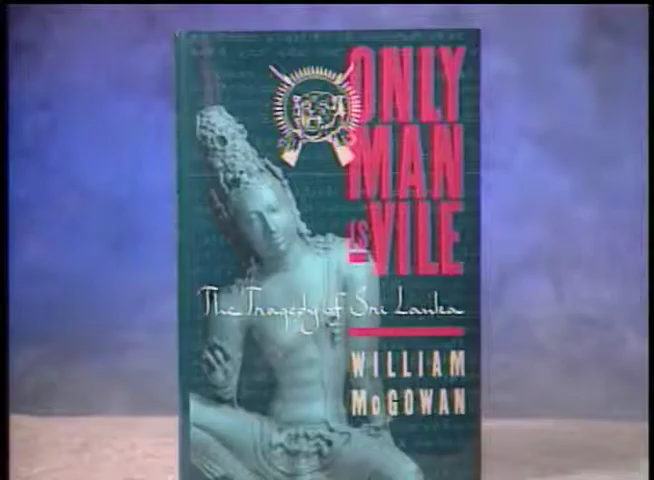 ONLY
MAN
IS VILE
The Tragedy of Sri Lanka
WILLIAM
McGOWAN